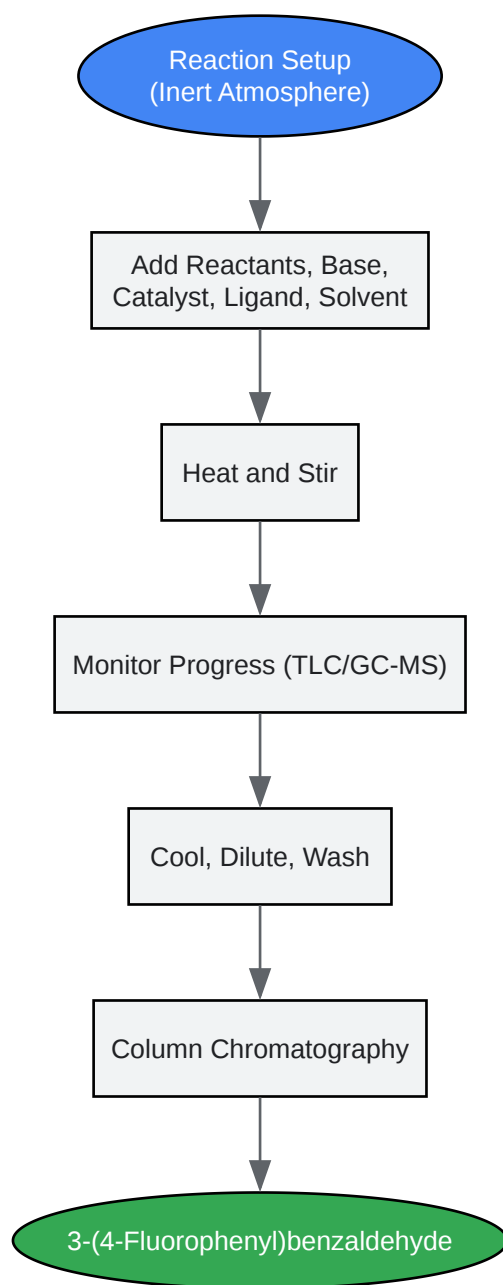 Reaction Setup
(Inert Atmosphere)
Add Reactants, Base,
Catalyst, Ligand, Solvent
Heat and Stir
Monitor Progress (TLC/GC-MS)
Cool, Dilute, Wash
Column Chromatography
3-(4-Fluorophenyl)benzaldehyde